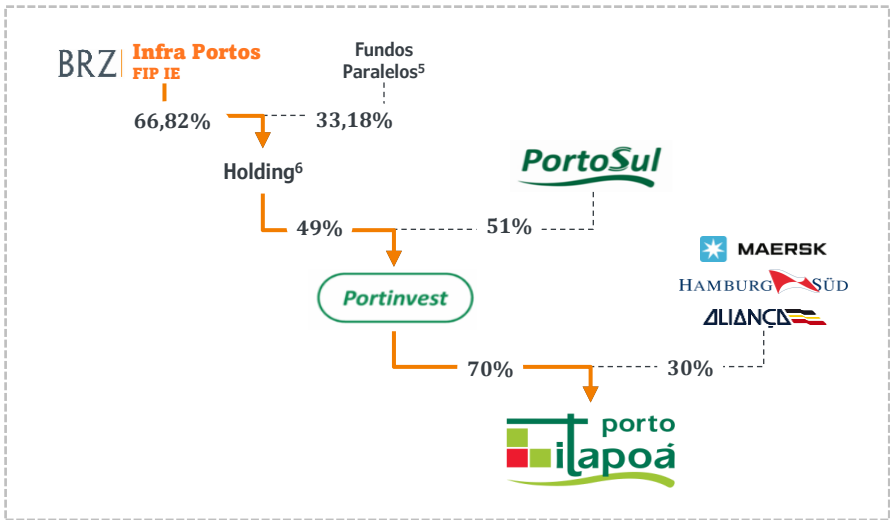 BRZ
Infra Portos
FIP IE
Fundos
Paralelos⁵
66,82%
33,18%
Holding⁶
PortoSul
49%
51%
MAERSK
HAMBURG SÜD
ALIANÇA
Portinvest
70%
30%
porto
itapoá